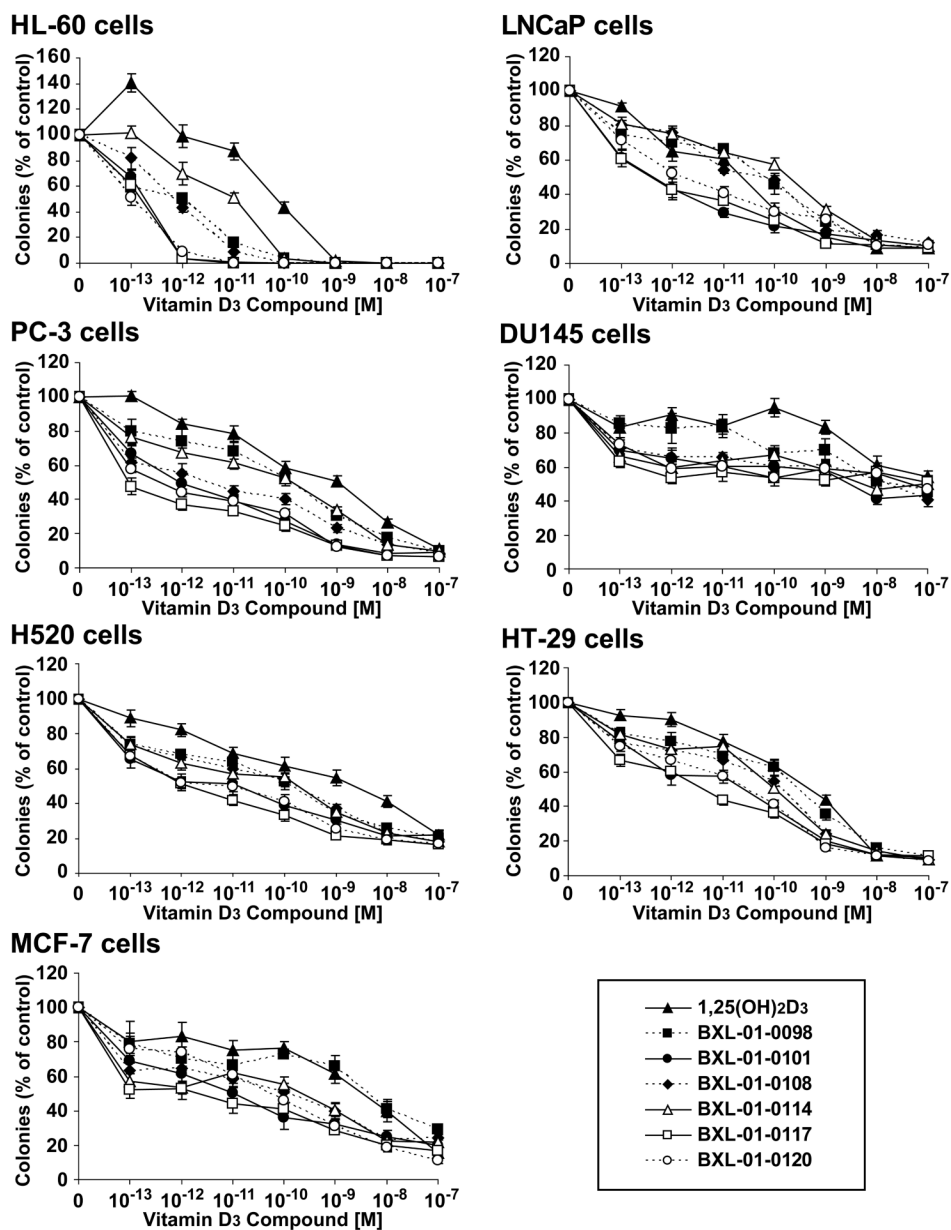 HL-60 cells
Colonies (% of control)
160
140
120
100
80
60
40
20
0
0 10-13 10-12 10-11 10-10 10-9 10-8 10-7
Vitamin D3 Compound [M]
LNCaP cells
Colonies (% of control)
120
100
80
60
40
20
0
0 10-13 10-12 10-11 10-10 10-9 10-8 10-7
Vitamin D3 Compound [M]
PC-3 cells
Colonies (% of control)
120
100
80
60
40
20
0
0 10-13 10-12 10-11 10-10 10-9 10-8 10-7
Vitamin D3 Compound [M]
DU145 cells
Colonies (% of control)
120
100
80
60
40
20
0
0 10-13 10-12 10-11 10-10 10-9 10-8 10-7
Vitamin D3 Compound [M]
H520 cells
Colonies (% of control)
120
100
80
60
40
20
0
0 10-13 10-12 10-11 10-10 10-9 10-8 10-7
Vitamin D3 Compound [M]
HT-29 cells
Colonies (% of control)
120
100
80
60
40
20
0
0 10-13 10-12 10-11 10-10 10-9 10-8 10-7
Vitamin D3 Compound [M]
MCF-7 cells
Colonies (% of control)
120
100
80
60
40
20
0
0 10-13 10-12 10-11 10-10 10-9 10-8 10-7
Vitamin D3 Compound [M]
1,25(OH)2D3
BXL-01-0098
BXL-01-0101
BXL-01-0108
BXL-01-0114
BXL-01-0117
BXL-01-0120